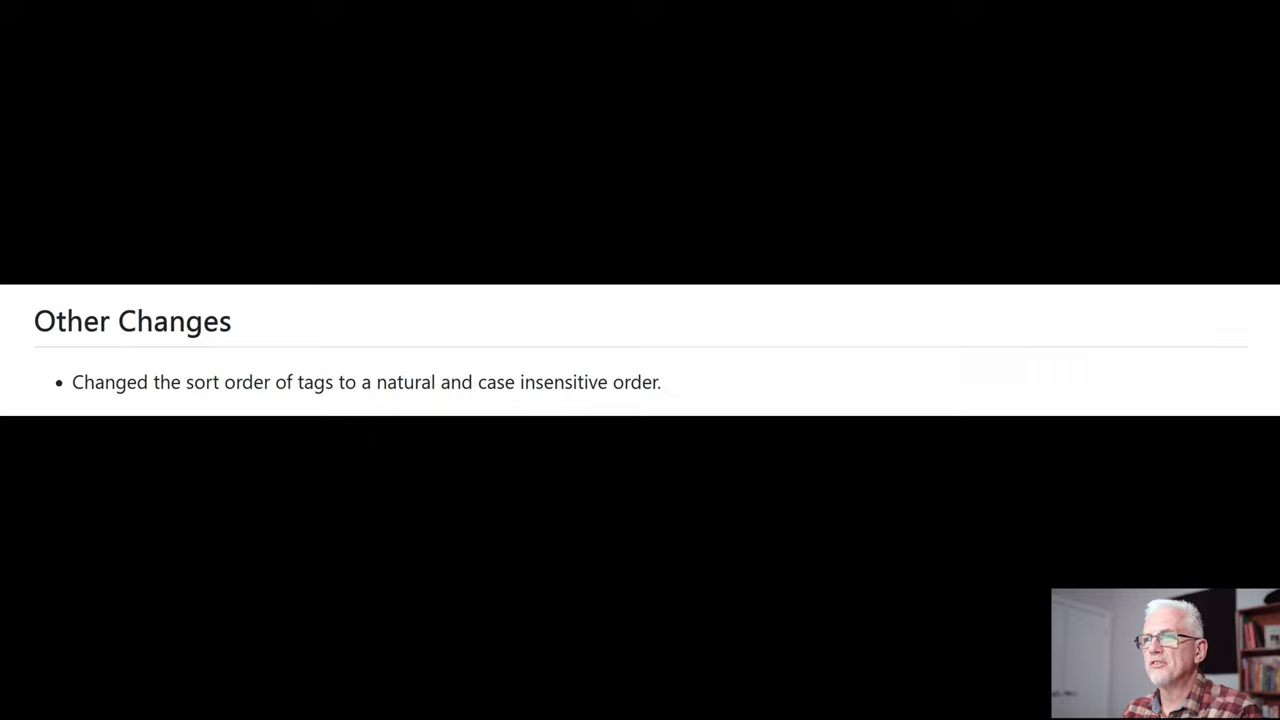 Other Changes
• Changed the sort order of tags to a natural and case insensitive order.